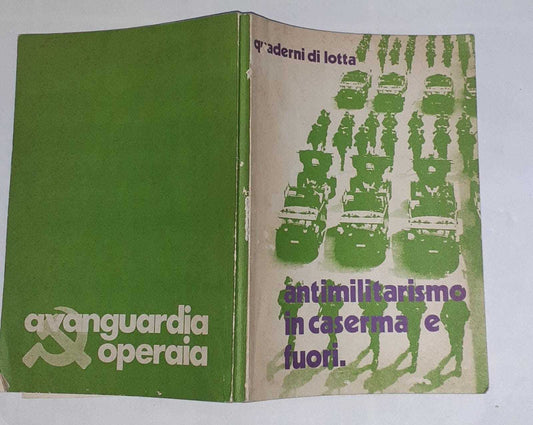 quaderni di lotta
antimilitarismo
in caserma e
fuori.
avanguardia
operaia